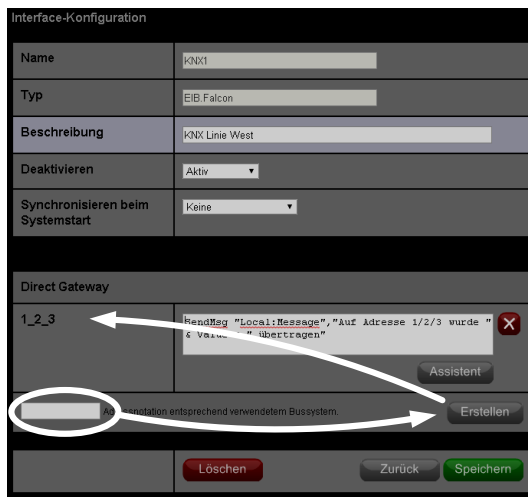 Interface-Konfiguration
Name
KNX1
Typ
EIB.Falcon
Beschreibung
KNX Linie West
Deaktivieren
Aktiv
Synchronisieren beim
Systemstart
Keine
Direct Gateway
1_2_3
SendMsg "Local:Message","Auf Adresse 1/2/3 wurde "
& übertragen"
Assistent
entsprechend verwendetem Bussystem.
Erstellen
Löschen
Zurück
Speichern